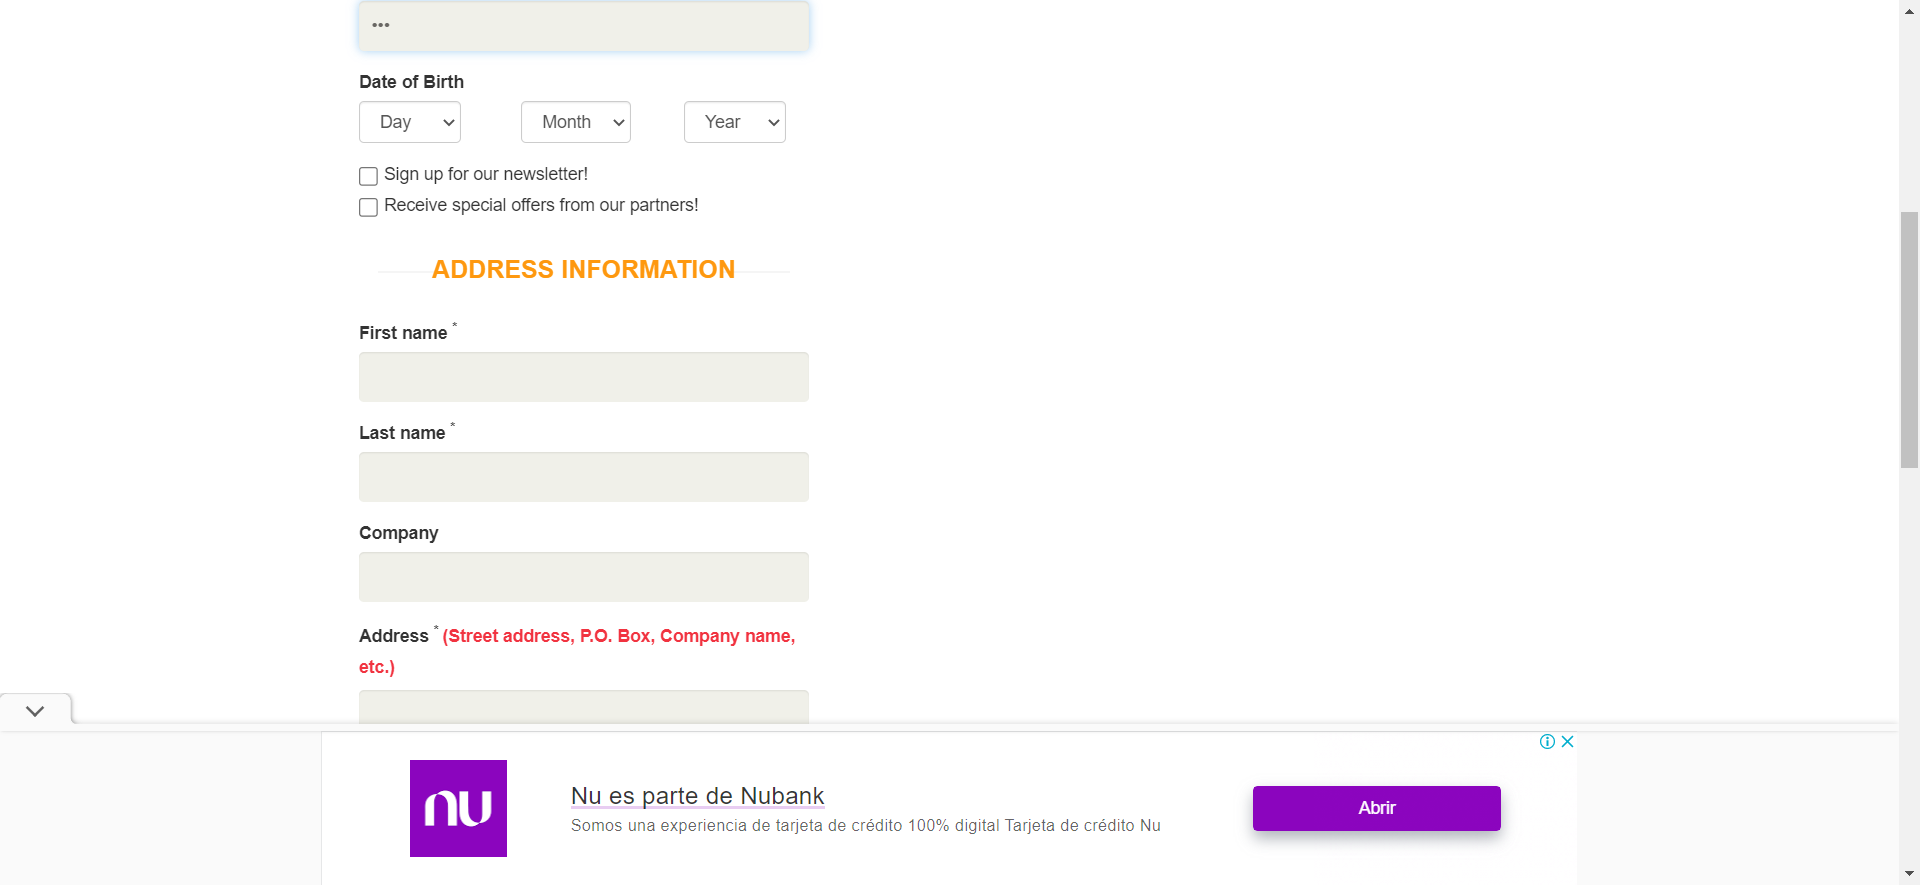 •••
Date of Birth
Day Month Year
Sign up for our newsletter!
Receive special offers from our partners!
ADDRESS INFORMATION
First name *
Last name *
Company
Address * (Street address, P.O. Box, Company name,
etc.)
nu
Nu es parte de Nubank
Somos una experiencia de tarjeta de crédito 100% digital Tarjeta de crédito Nu
Abrir